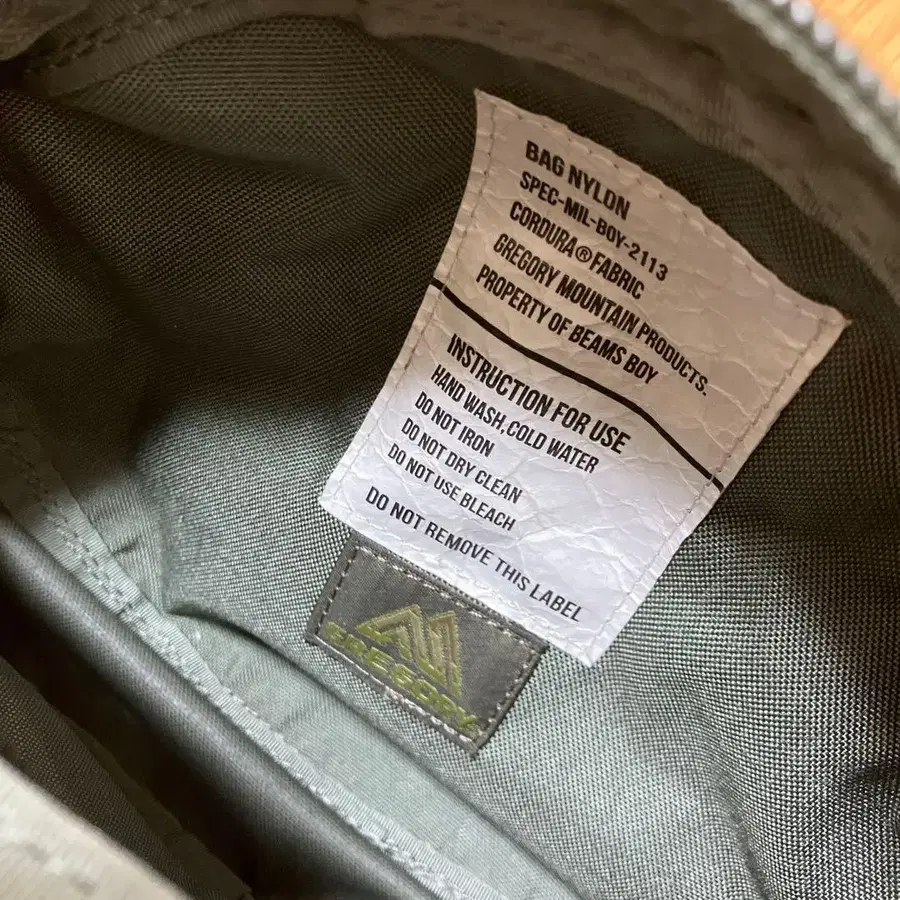 BAG NYLON
SPEC-MIL-BOY-2113
CORDURA®FABRIC
GREGORY MOUNTAIN PRODUCTS.
PROPERTY OF BEAMS BOY
INSTRUCTION FOR USE
HAND WASH,COLD WATER
DO NOT IRON
DO NOT DRY CLEAN
DO NOT USE BLEACH
DO NOT REMOVE THIS LABEL
GREGORY